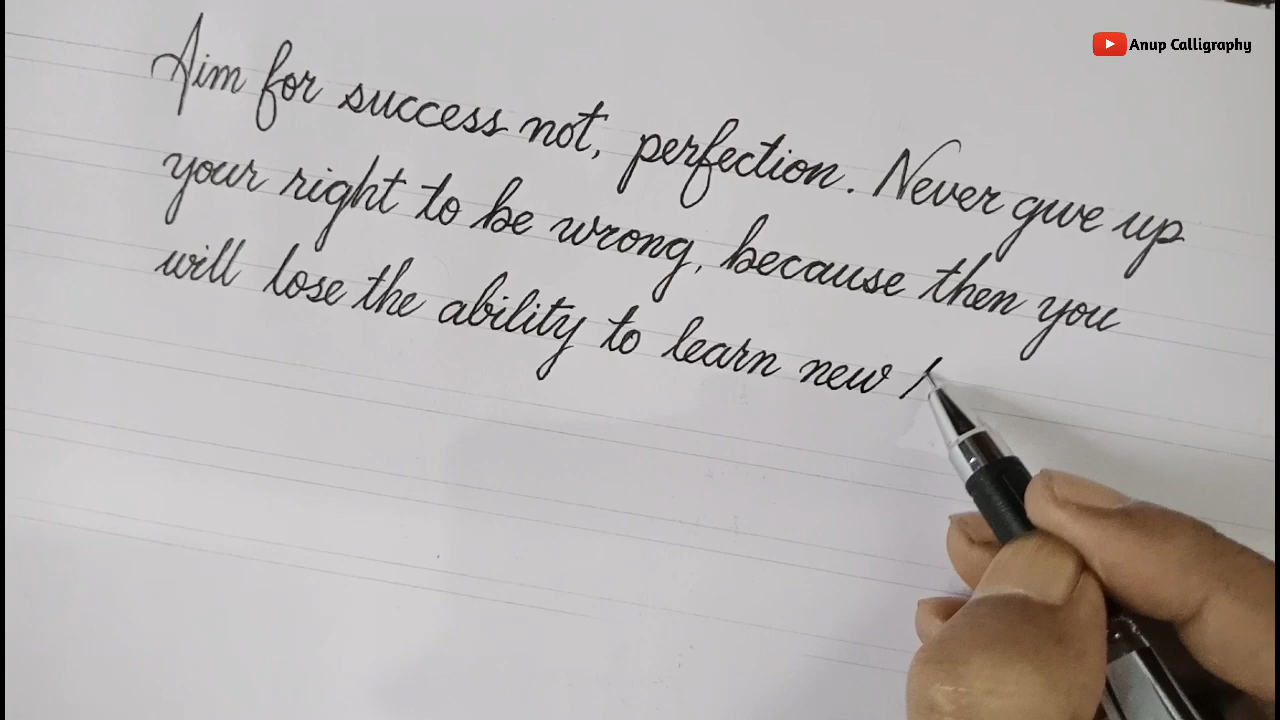 Anup Calligraphy
Aim for success not, perfection. Never give up
your right to be wrong, because then you
will lose the ability to learn new